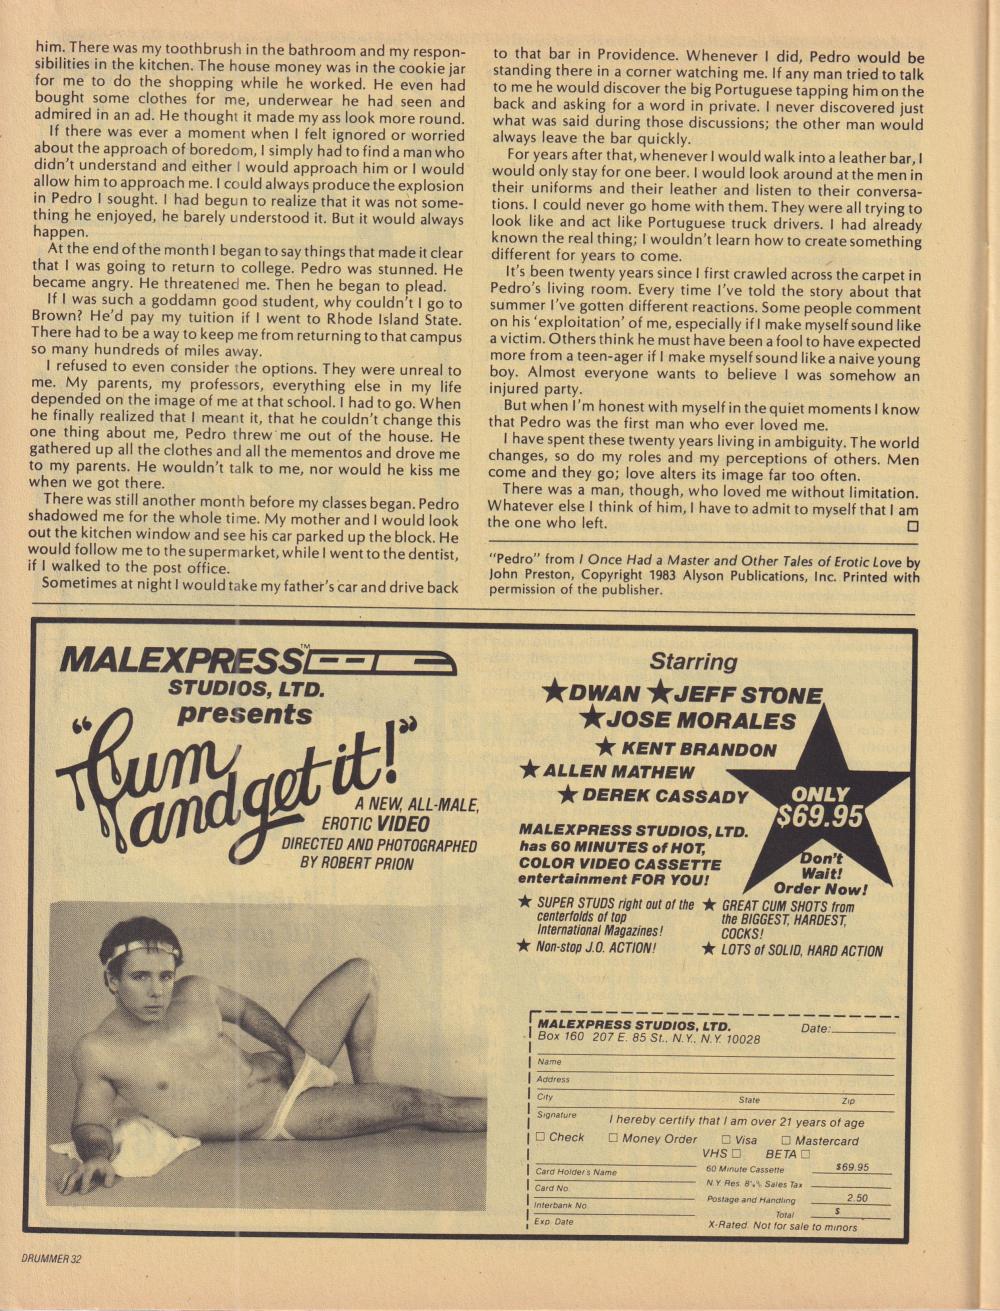 him. There was my toothbrush in the bathroom and my respon-
sibilities in the kitchen. The house money was in the cookie jar
for me to do the shopping while he worked. He even had
bought some clothes for me, underwear he had seen and
admired in an ad. He thought it made my ass look more round.
If there was ever a moment when I felt ignored or worried
about the approach of boredom, I simply had to find a man who
didn't understand and either I would approach him or I would
allow him to approach me. I could always produce the explosion
in Pedro I sought. I had begun to realize that it was not some-
thing he enjoyed, he barely understood it. But it would always
happen.
At the end of the month I began to say things that made it clear
that I was going to return to college. Pedro was stunned. He
became angry. He threatened me. Then he began to plead.
If I was such a goddamn good student, why couldn't I go to
Brown? He'd pay my tuition if I went to Rhode Island State.
There had to be a way to keep me from returning to that campus
so many hundreds of miles away.
I refused to even consider the options. They were unreal to
me. My parents, my professors, everything else in my life
depended on the image of me at that school. I had to go. When
he finally realized that I meant it, that he couldn't change this
one thing about me, Pedro threw me out of the house. He
gathered up all the clothes and all the mementos and drove me
to my parents. He wouldn't talk to me, nor would he kiss me
when we got there.
There was still another month before my classes began. Pedro
shadowed me for the whole time. My mother and I would look
out the kitchen window and see his car parked up the block. He
would follow me to the supermarket, while I went to the dentist,
if I walked to the post office.
Sometimes at night I would take my father's car and drive back
to that bar in Providence. Whenever I did, Pedro would be
standing there in a corner watching me. If any man tried to talk
to me he would discover the big Portuguese tapping him on the
back and asking for a word in private. I never discovered just
what was said during those discussions; the other man would
always leave the bar quickly.
For years after that, whenever I would walk into a leather bar, I
would only stay for one beer. I would look around at the men in
their uniforms and their leather and listen to their conversa-
tions. I could never go home with them. They were all trying to
look like and act like Portuguese truck drivers. I had already
known the real thing; I wouldn't learn how to create something
different for years to come.
It's been twenty years since I first crawled across the carpet in
Pedro's living room. Every time I've told the story about that
summer I've gotten different reactions. Some people comment
on his 'exploitation' of me, especially if I make myself sound like
a victim. Others think he must have been a fool to have expected
more from a teen-ager if I make myself sound like a naive young
boy. Almost everyone wants to believe I was somehow an
injured party.
But when I'm honest with myself in the quiet moments I know
that Pedro was the first man who ever loved me.
I have spent these twenty years living in ambiguity. The world
changes, so do my roles and my perceptions of others. Men
come and they go; love alters its image far too often.
There was a man, though, who loved me without limitation.
Whatever else I think of him, I have to admit to myself that I am
the one who left. □
"Pedro" from I Once Had a Master and Other Tales of Erotic Love by
John Preston, Copyright 1983 Alyson Publications, Inc. Printed with
permission of the publisher.
MALEXPRESS™
STUDIOS, LTD.
presents
"Cum
and get it!"
A NEW, ALL-MALE,
EROTIC VIDEO
DIRECTED AND PHOTOGRAPHED
BY ROBERT PRION
Starring
★DWAN ★JEFF STONE
★JOSE MORALES
★ KENT BRANDON
★ ALLEN MATHEW
★ DEREK CASSADY
ONLY
$69.95
Don't
Wait!
Order Now!
MALEXPRESS STUDIOS, LTD.
has 60 MINUTES of HOT,
COLOR VIDEO CASSETTE
entertainment FOR YOU!
★ SUPER STUDS right out of the
centerfolds of top
International Magazines!
★ Non-stop J.O. ACTION!
★ GREAT CUM SHOTS from
the BIGGEST, HARDEST,
COCKS!
★ LOTS of SOLID, HARD ACTION
MALEXPRESS STUDIOS, LTD. Date:
Box 160 207 E. 85 St., N.Y., N.Y. 10028
Name
Address
City State Zip
Signature I hereby certify that I am over 21 years of age
□ Check □ Money Order □ Visa □ Mastercard
VHS □ BETA □
Card Holder's Name 60 Minute Cassette $69.95
Card No. N.Y. Res. 8¼% Sales Tax
Interbank No. Postage and Handling 2.50
Total $
Exp. Date X-Rated. Not for sale to minors
DRUMMER 32